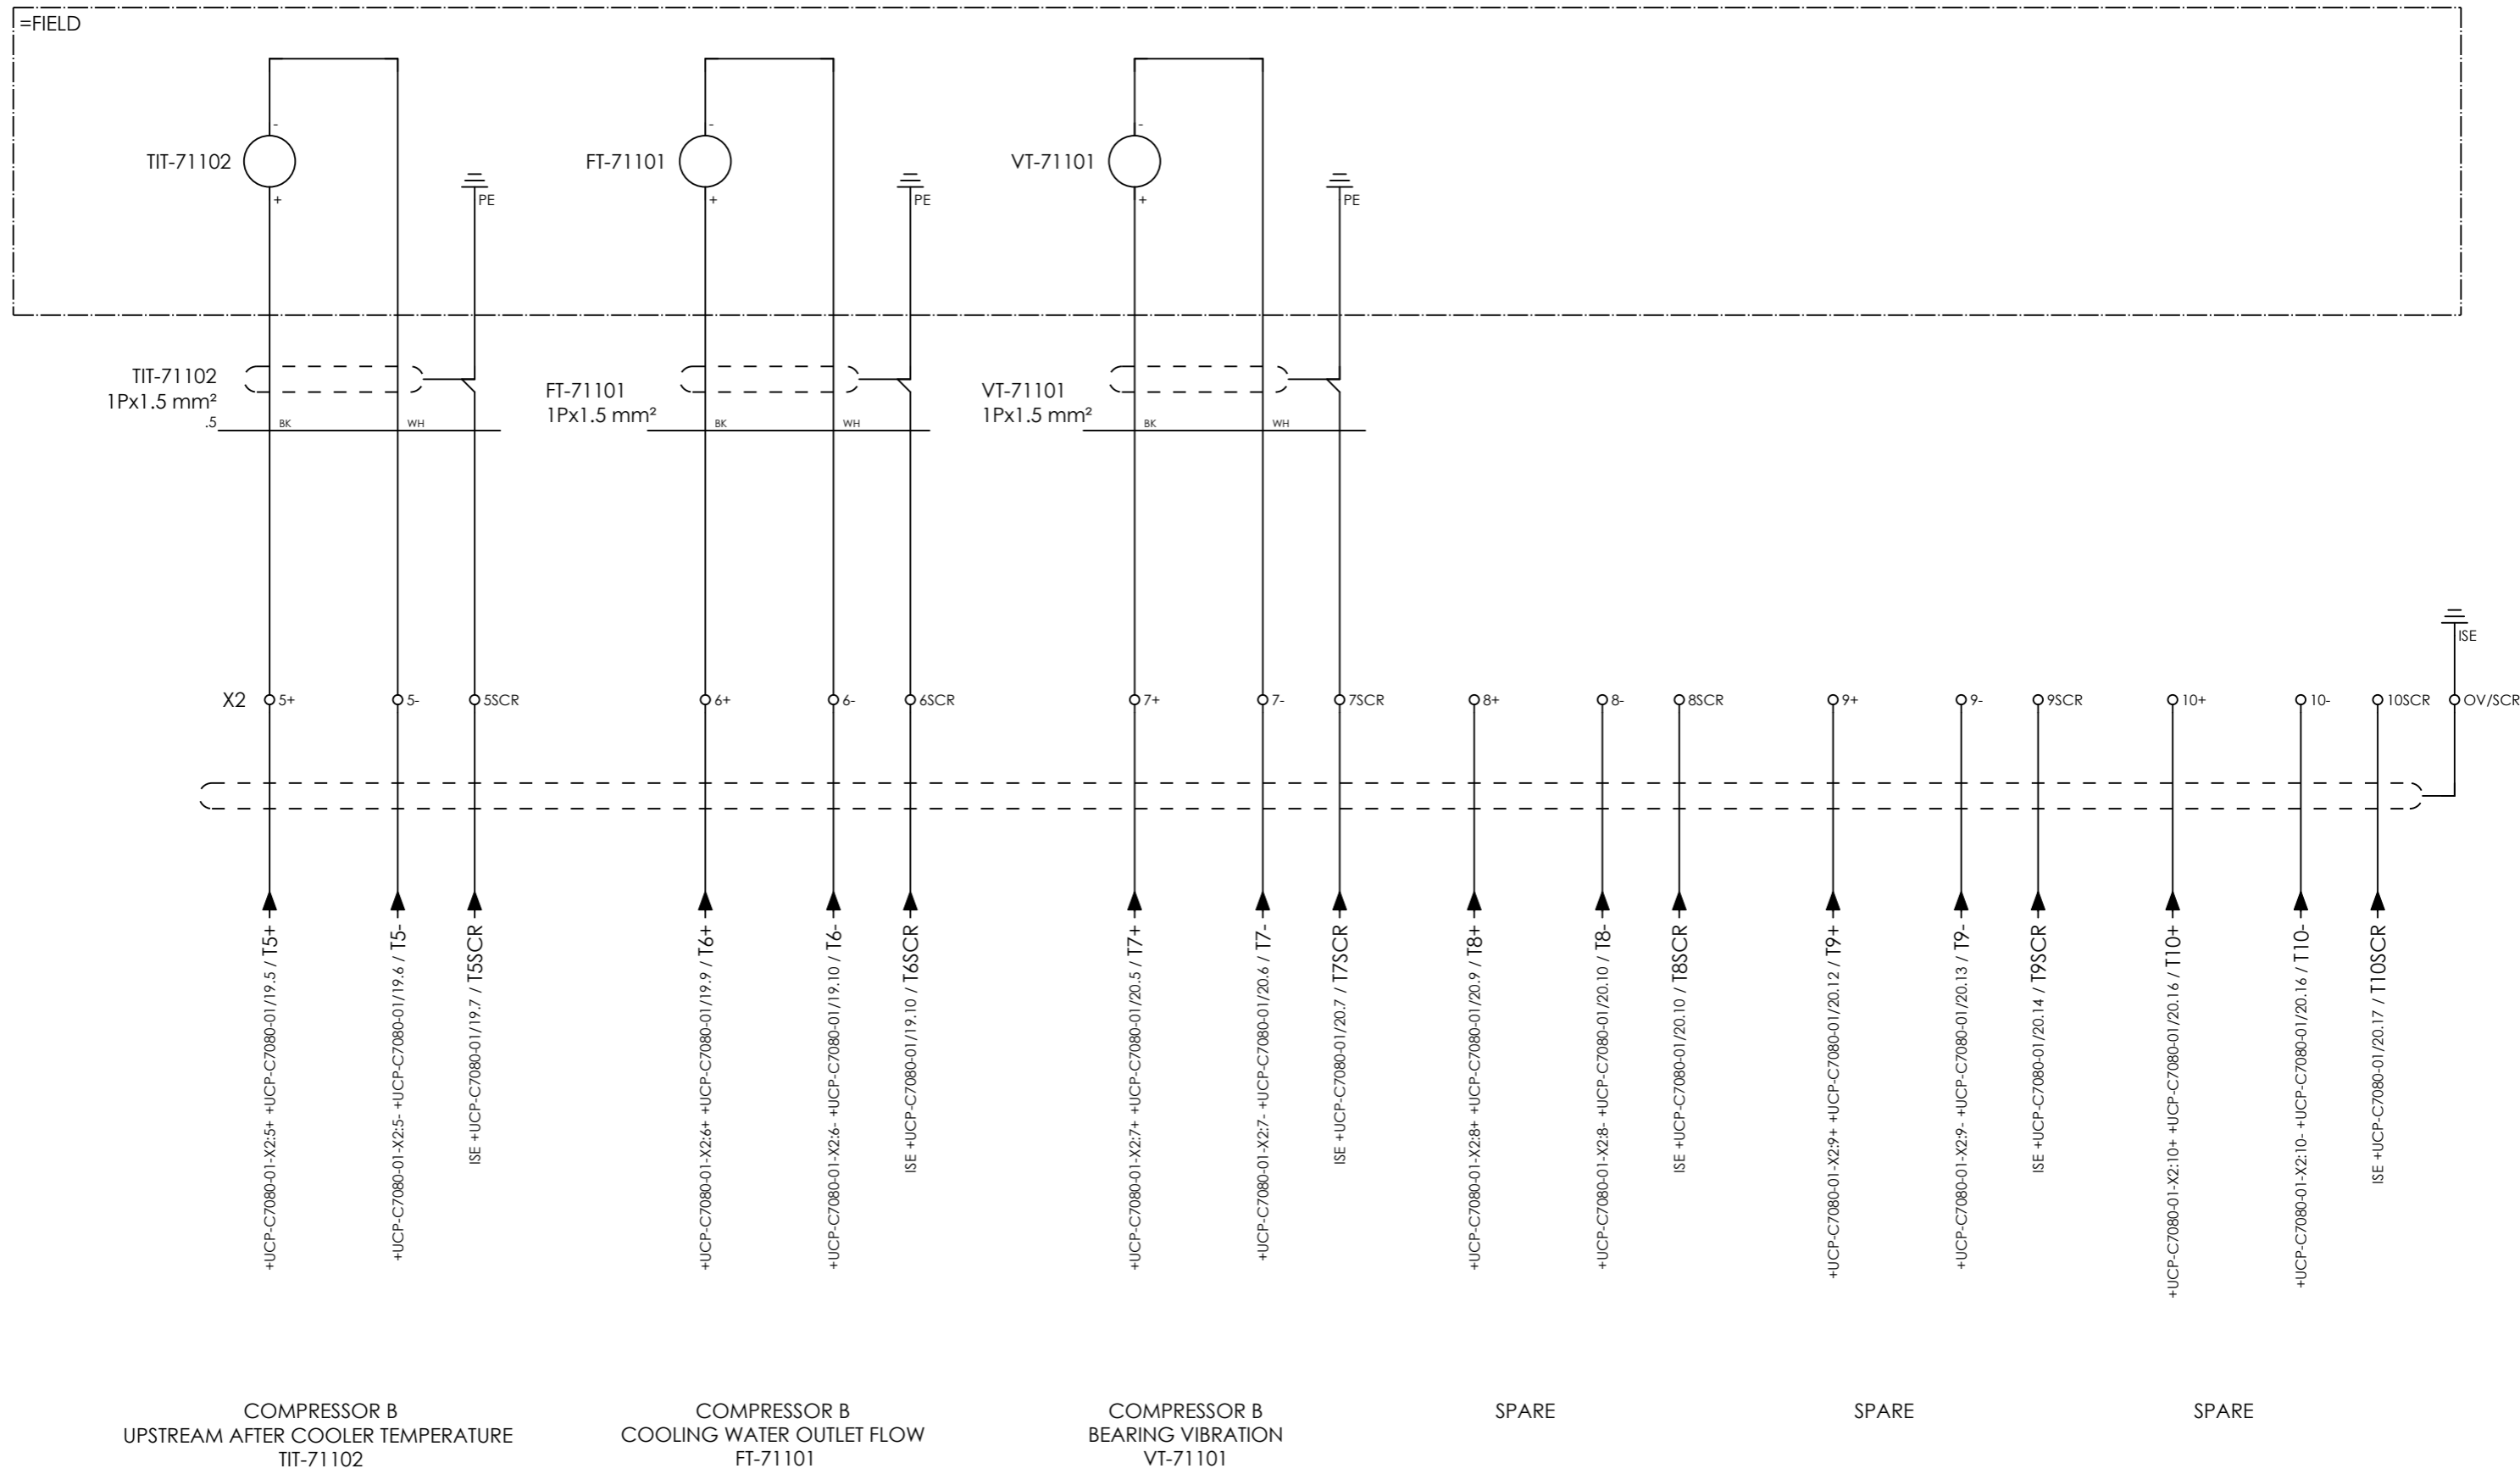 =FIELD
-
-
-
TIT-71102
FT-71101
VT-71101
+
PE
+
PE
+
PE
TIT-71102
1Px1.5 mm²
.5
BK
WH
FT-71101
1Px1.5 mm²
BK
WH
VT-71101
1Px1.5 mm²
BK
WH
ISE
X2
5+
5-
5SCR
6+
6-
6SCR
7+
7-
7SCR
8+
8-
8SCR
9+
9-
9SCR
10+
10-
10SCR
OV/SCR
+UCP-C7080-01-X2:5+ +UCP-C7080-01/19.5 / T5+
+UCP-C7080-01-X2:5- +UCP-C7080-01/19.6 / T5-
ISE +UCP-C7080-01/19.7 / T5SCR
+UCP-C7080-01-X2:6+ +UCP-C7080-01/19.9 / T6+
+UCP-C7080-01-X2:6- +UCP-C7080-01/19.10 / T6-
ISE +UCP-C7080-01/19.10 / T6SCR
+UCP-C7080-01-X2:7+ +UCP-C7080-01/20.5 / T7+
+UCP-C7080-01-X2:7- +UCP-C7080-01/20.6 / T7-
ISE +UCP-C7080-01/20.7 / T7SCR
+UCP-C7080-01-X2:8+ +UCP-C7080-01/20.9 / T8+
+UCP-C7080-01-X2:8- +UCP-C7080-01/20.10 / T8-
ISE +UCP-C7080-01/20.10 / T8SCR
+UCP-C7080-01-X2:9+ +UCP-C7080-01/20.12 / T9+
+UCP-C7080-01-X2:9- +UCP-C7080-01/20.13 / T9-
ISE +UCP-C7080-01/20.14 / T9SCR
+UCP-C7080-01-X2:10+ +UCP-C7080-01/20.16 / T10+
+UCP-C7080-01-X2:10- +UCP-C7080-01/20.16 / T10-
ISE +UCP-C7080-01/20.17 / T10SCR
COMPRESSOR B
UPSTREAM AFTER COOLER TEMPERATURE
TIT-71102
COMPRESSOR B
COOLING WATER OUTLET FLOW
FT-71101
COMPRESSOR B
BEARING VIBRATION
VT-71101
SPARE
SPARE
SPARE